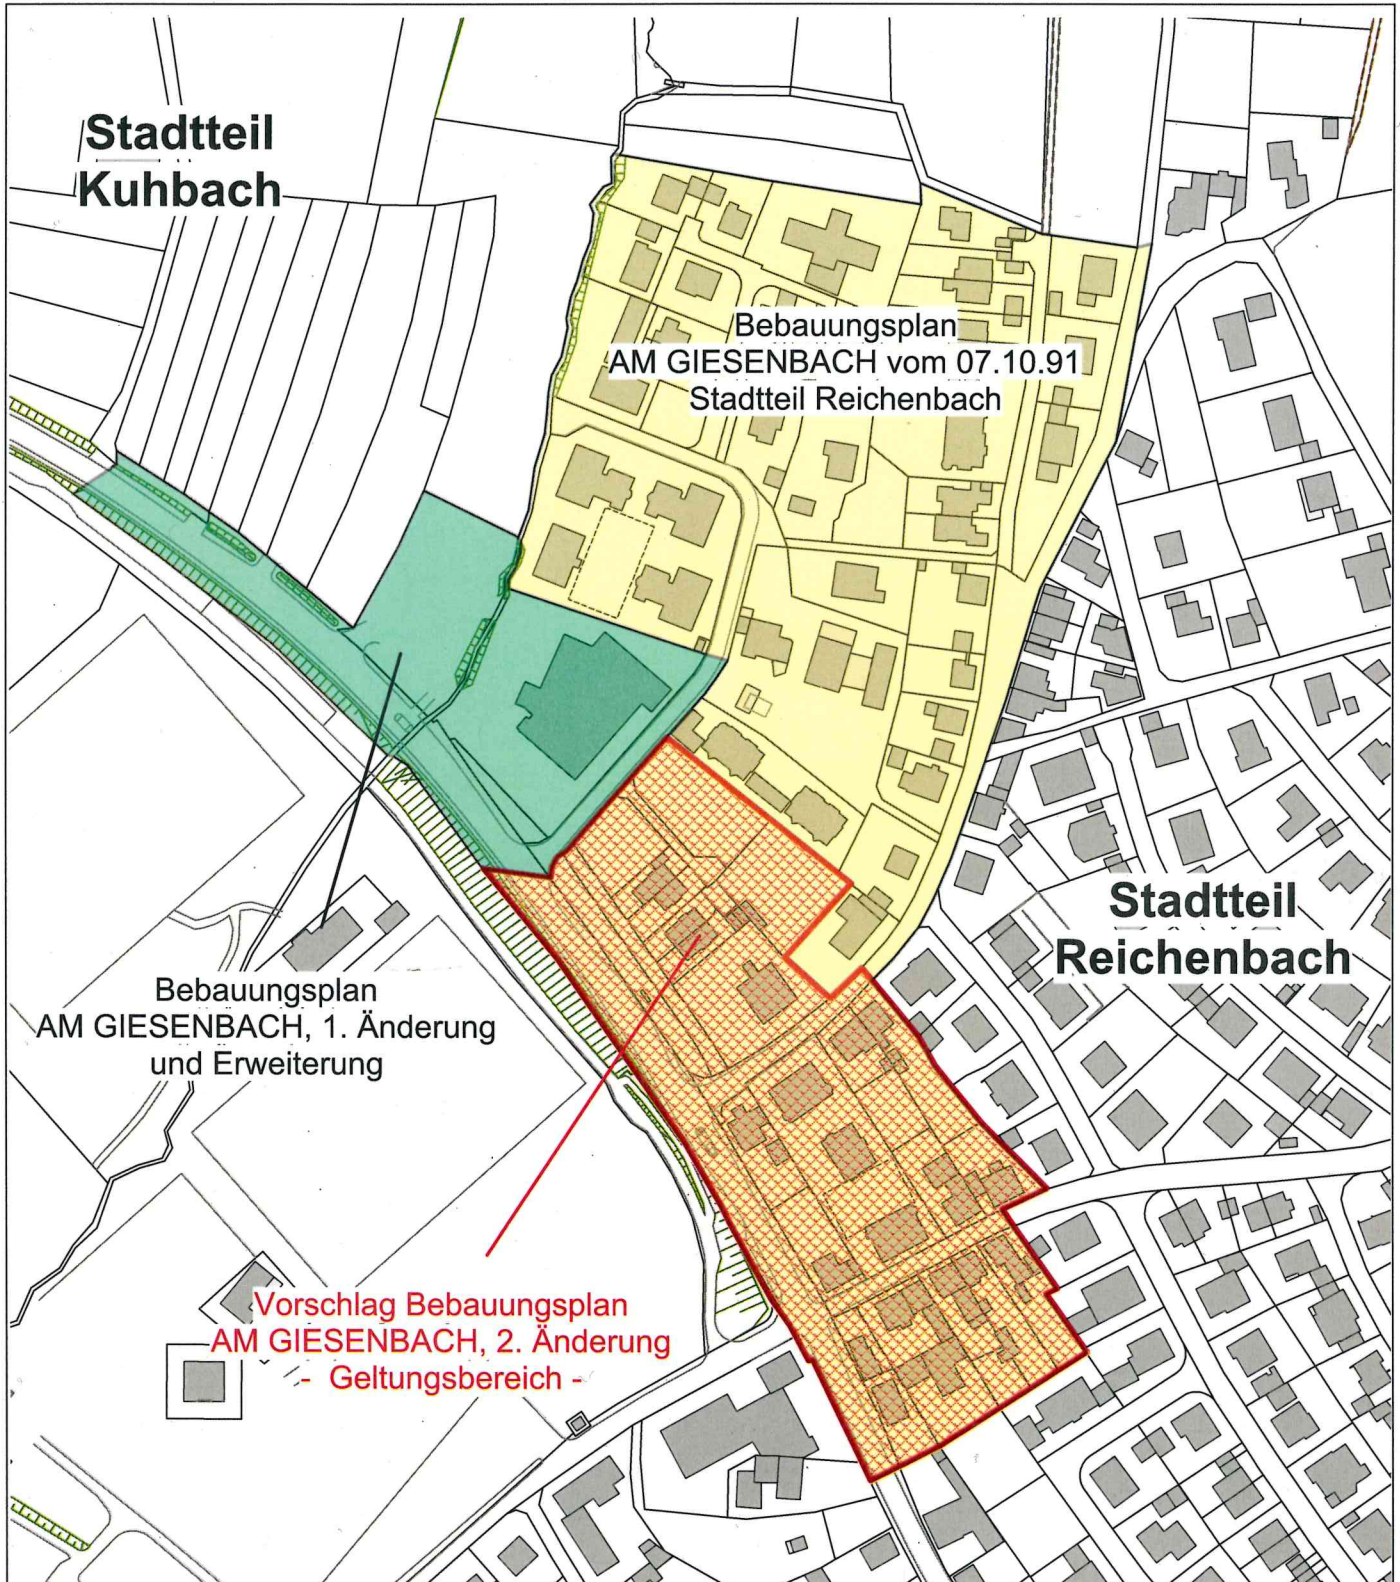 Stadtteil
Kuhbach
Bebauungsplan
AM GIESENBACH vom 07.10.91
Stadtteil Reichenbach
Stadtteil
Reichenbach
Bebauungsplan
AM GIESENBACH, 1. Änderung
und Erweiterung
Vorschlag Bebauungsplan
AM GIESENBACH, 2. Änderung
- Geltungsbereich -